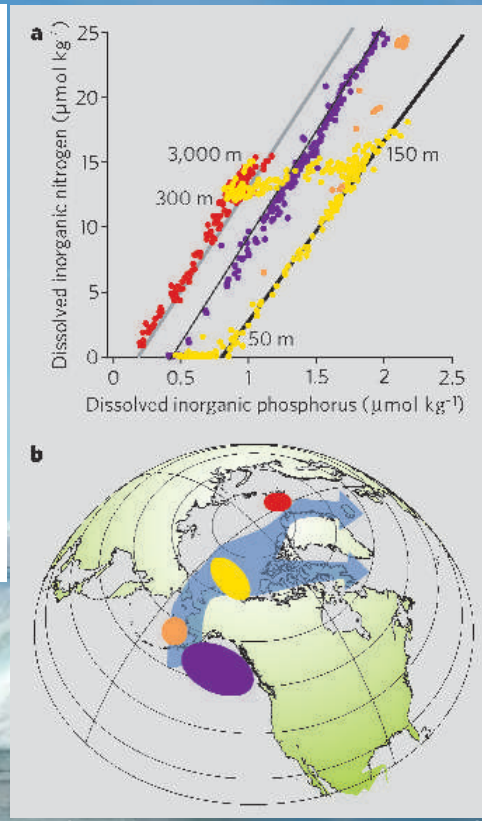 a
Dissolved inorganic nitrogen (µmol kg⁻¹)
25
20
15
10
5
0
3,000 m
300 m
150 m
50 m
0 0.5 1 1.5 2 2.5
Dissolved inorganic phosphorus (µmol kg⁻¹)
b